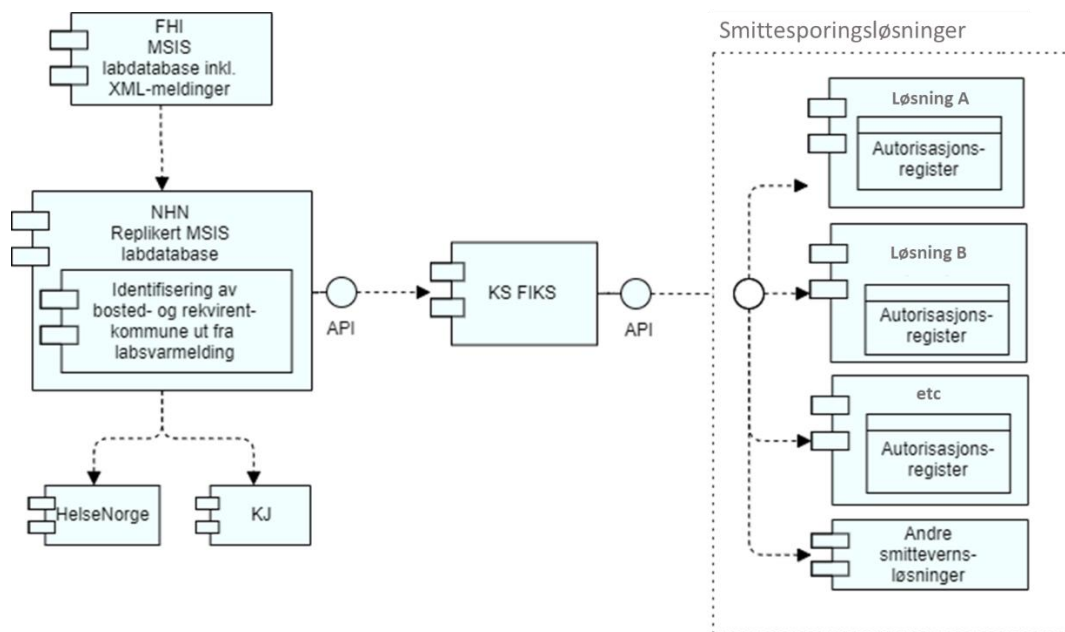 FHI
MSIS
labdatabase inkl.
XML-meldinger
NHN
Replikert MSIS
labdatabase
Identifisering av
bosted- og rekvirent-
kommune ut fra
labsvarmelding
API
HelseNorge
KJ
KS FIKS
API
Smittesporingsløsninger
Løsning A
Autorisasjons-
register
Løsning B
Autorisasjons-
register
etc
Autorisasjons-
register
Andre
smitteverns-
løsninger